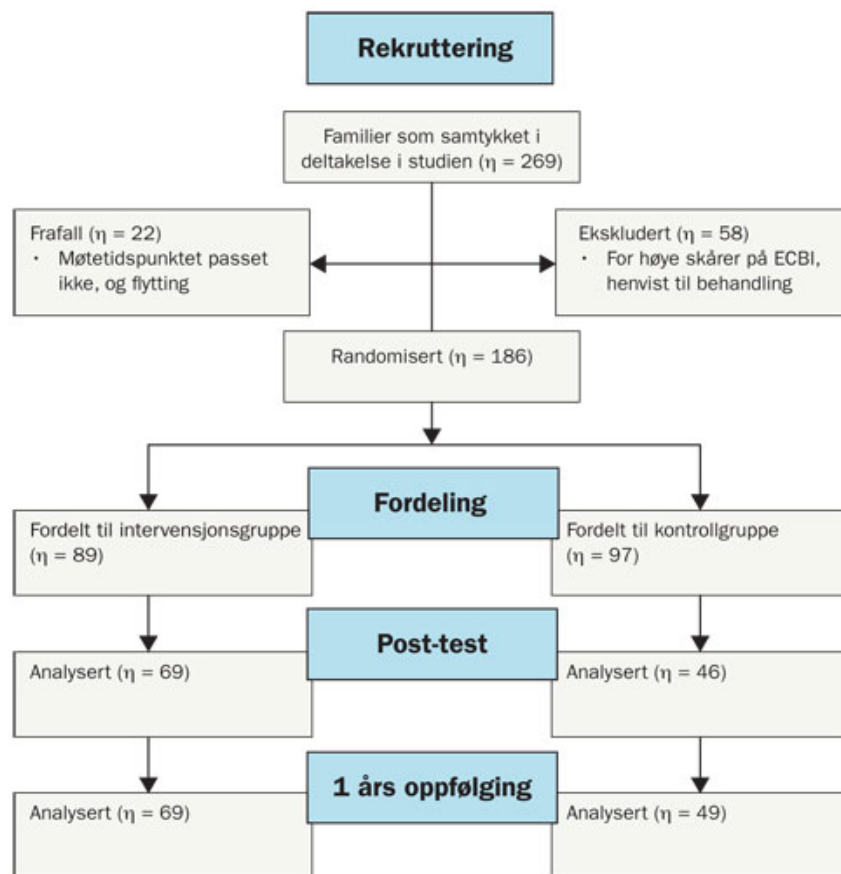 Rekruttering
Familier som samtykket i
deltakelse i studien (η = 269)
Frafall (η = 22)
• Møtetidspunktet passet
ikke, og flytting
Ekskludert (η = 58)
• For høye skårer på ECBI,
henvist til behandling
Randomisert (η = 186)
Fordeling
Fordelt til intervensjonsgruppe
(η = 89)
Fordelt til kontrollgruppe
(η = 97)
Post-test
Analysert (η = 69)
Analysert (η = 46)
1 års oppfølging
Analysert (η = 69)
Analysert (η = 49)